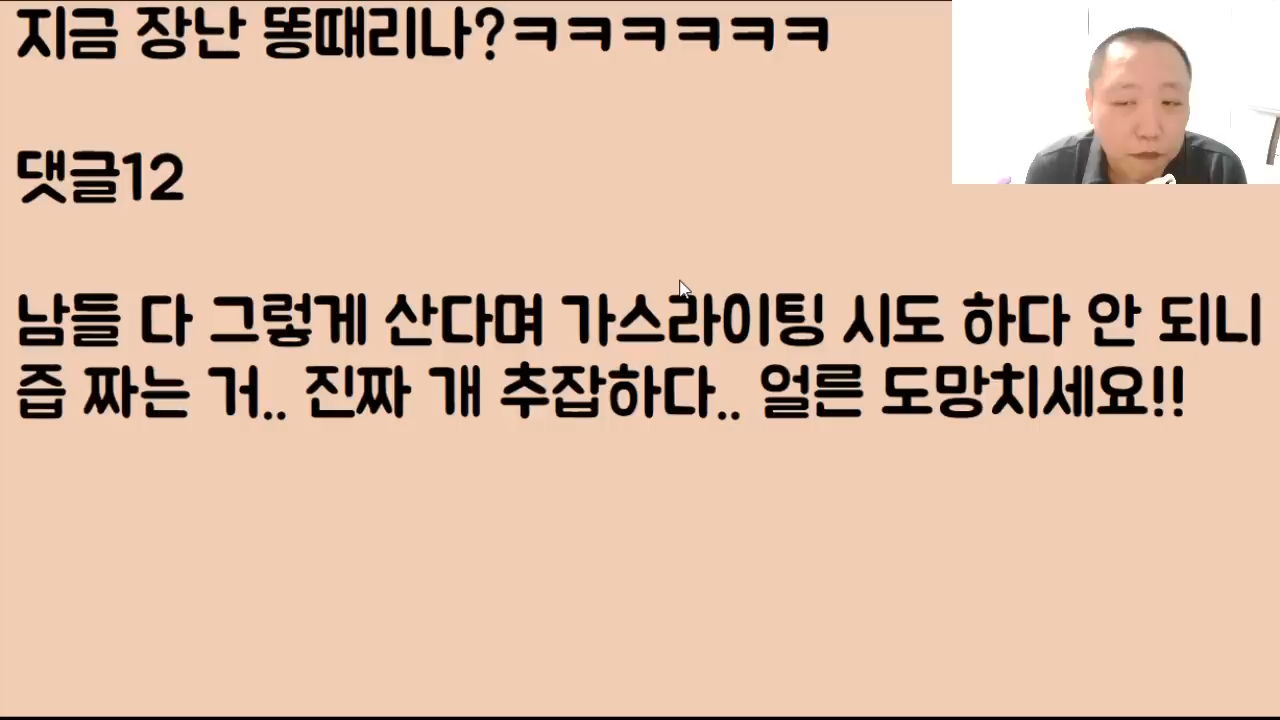 지금 장난 똥때리나?ㅋㅋㅋㅋㅋㅋ
댓글12
남들 다 그렇게 산다며 가스라이팅 시도 하다 안 되니
즙 짜는 거.. 진짜 개 추잡하다.. 얼른 도망치세요!!